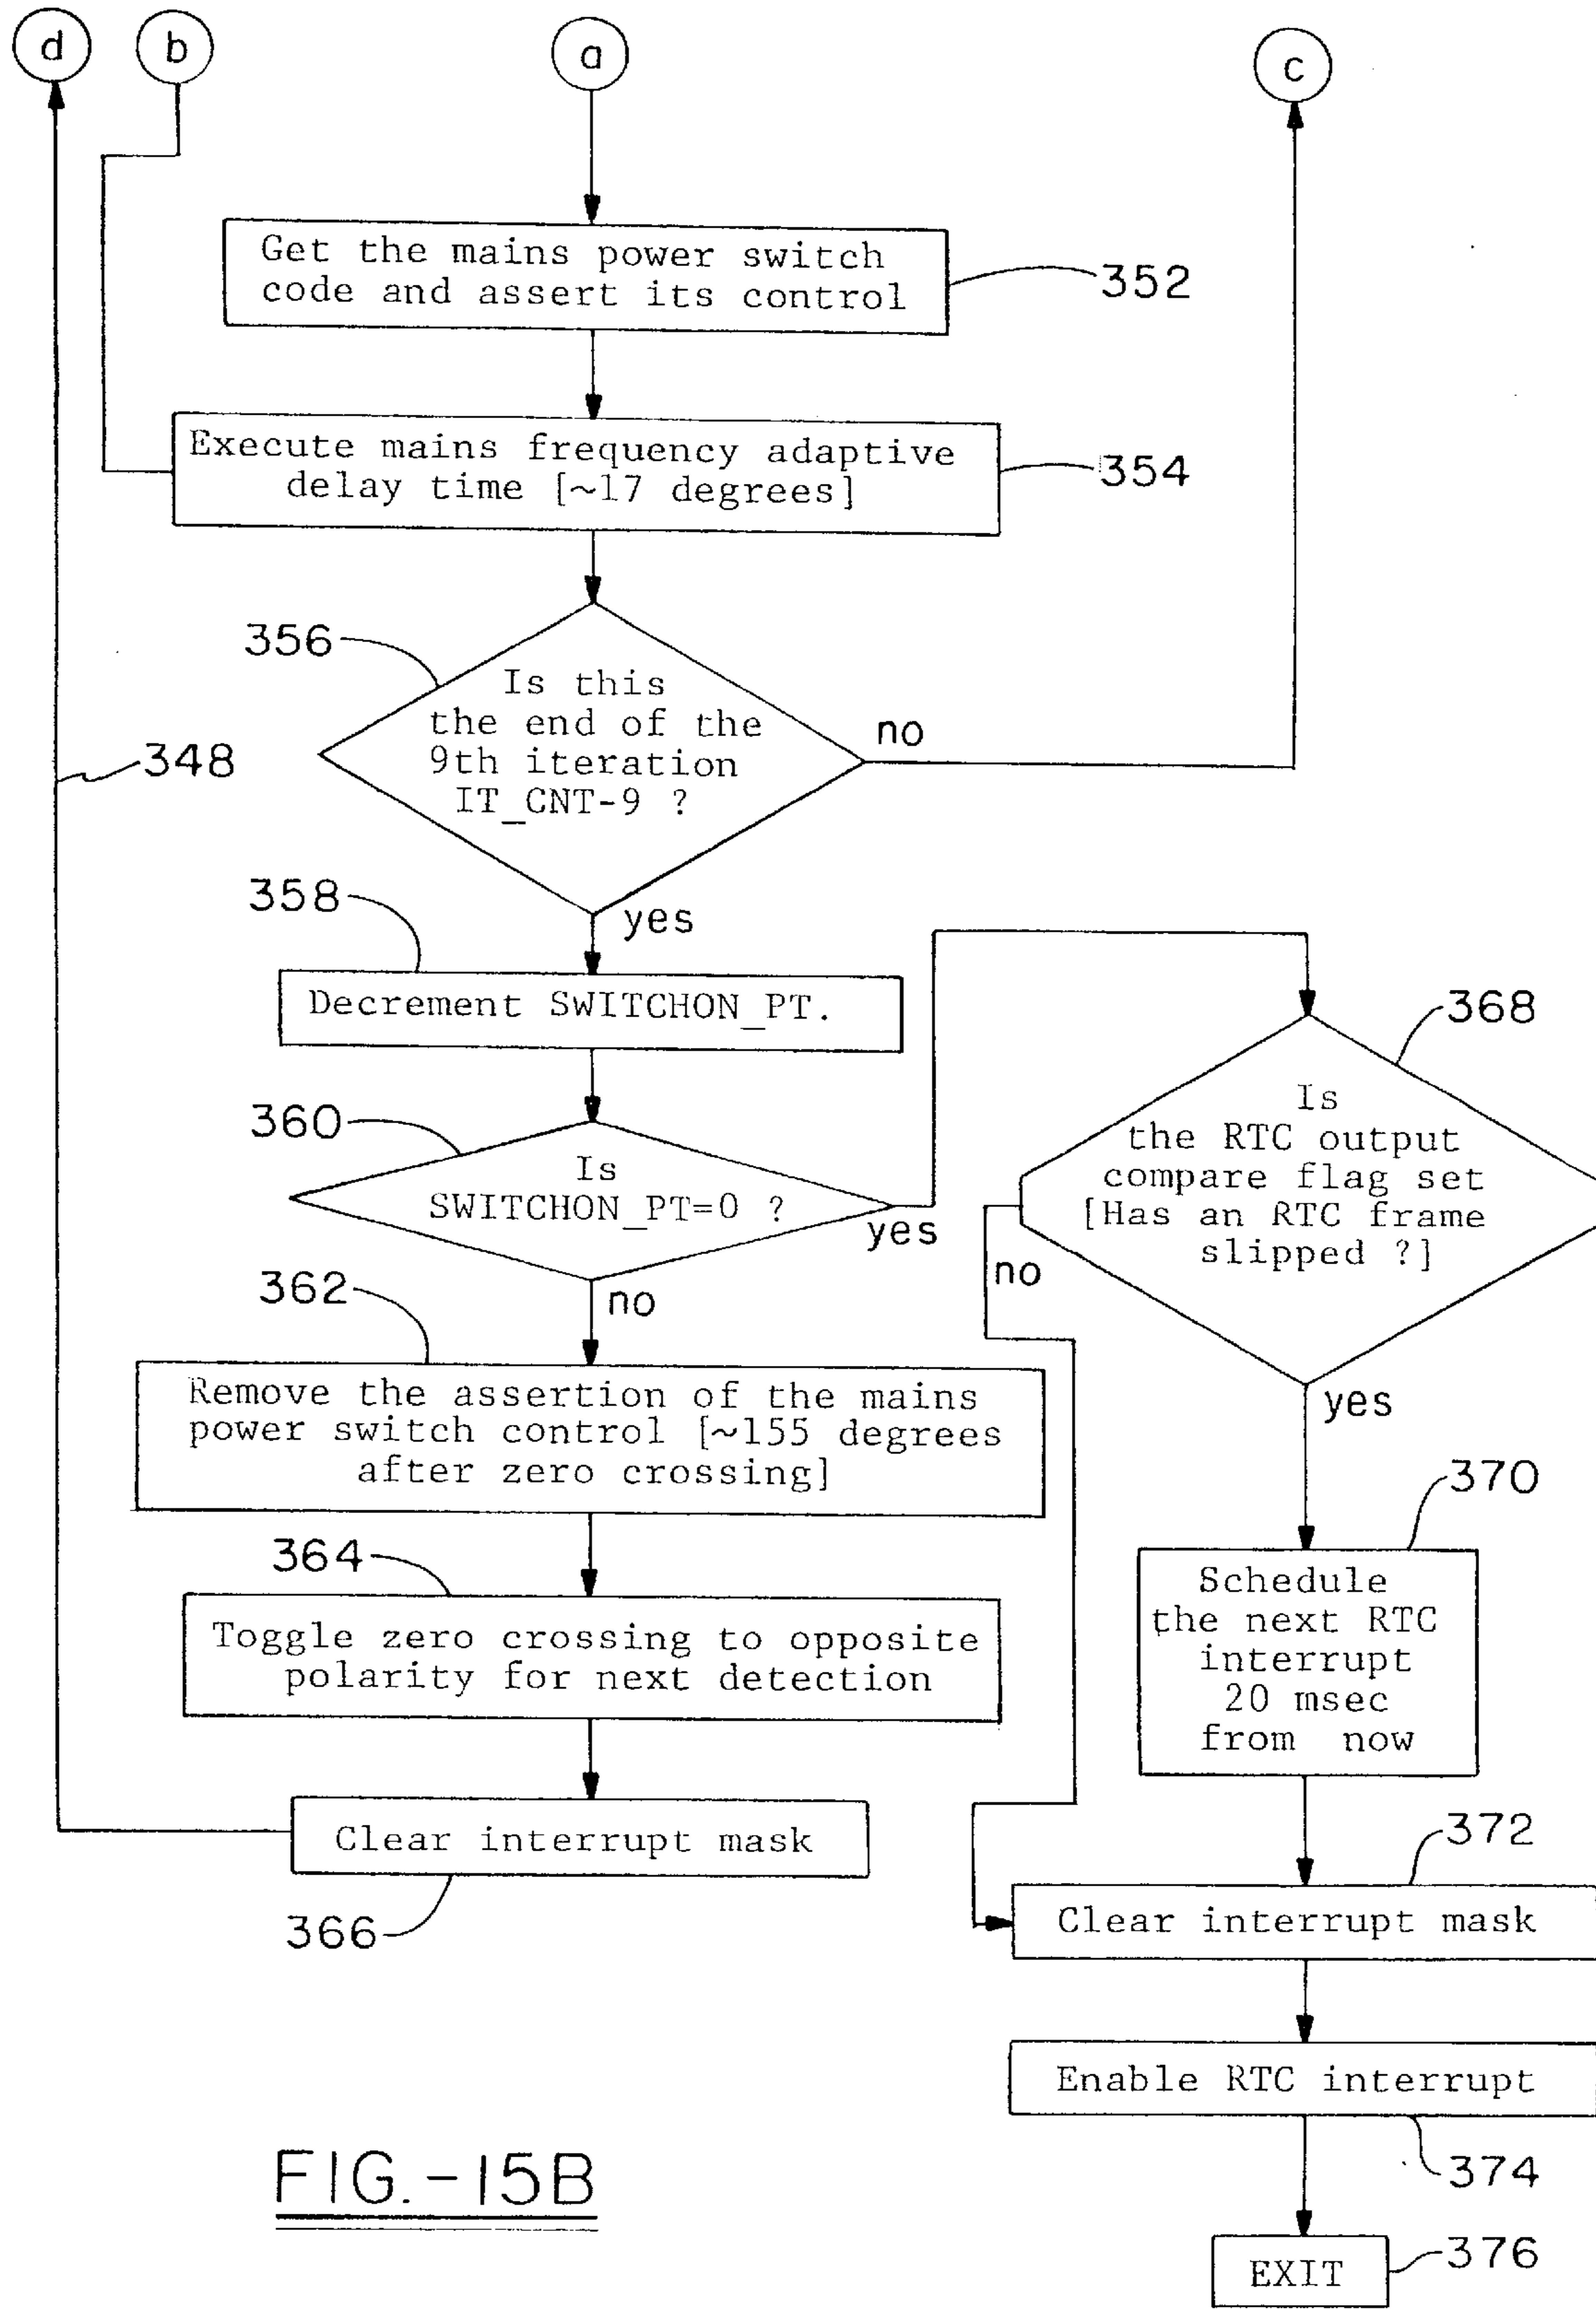 d
b
a
c
Get the mains power switch
code and assert its control
352
Execute mains frequency adaptive
delay time [~17 degrees]
354
356
Is this
the end of the
9th iteration
IT_CNT-9 ?
no
348
yes
358
Decrement SWITCHON_PT.
360
Is
SWITCHON_PT=0 ?
yes
no
368
Is
the RTC output
compare flag set
[Has an RTC frame
slipped ?]
no
yes
362
Remove the assertion of the mains
power switch control [~155 degrees
after zero crossing]
364
Toggle zero crossing to opposite
polarity for next detection
370
Schedule
the next RTC
interrupt
20 msec
from now
Clear interrupt mask
366
372
Clear interrupt mask
Enable RTC interrupt
374
EXIT
376
FIG.-15B